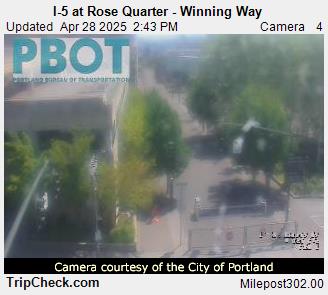 I-5 at Rose Quarter - Winning Way
Updated Apr 28 2025 2:43 PM Camera 4
PBOT
PORTLAND BUREAU OF TRANSPORTATION
Camera courtesy of the City of Portland
TripCheck.com Milepost302.00